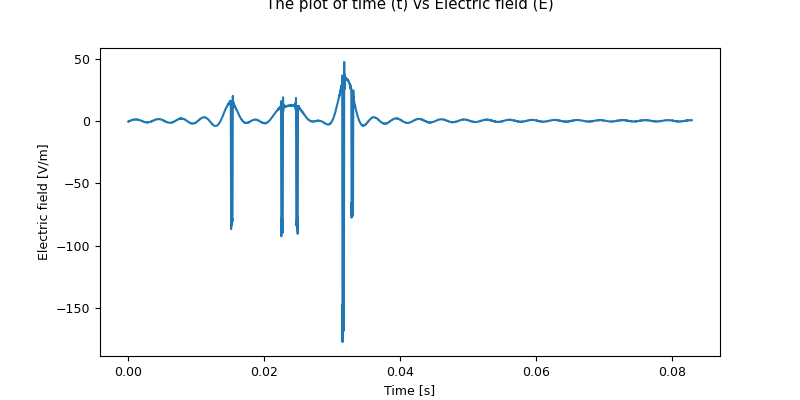 The plot of time (t) vs Electric field (E)
50
0
−50
−100
−150
Electric field [V/m]
0.00 0.02 0.04 0.06 0.08
Time [s]